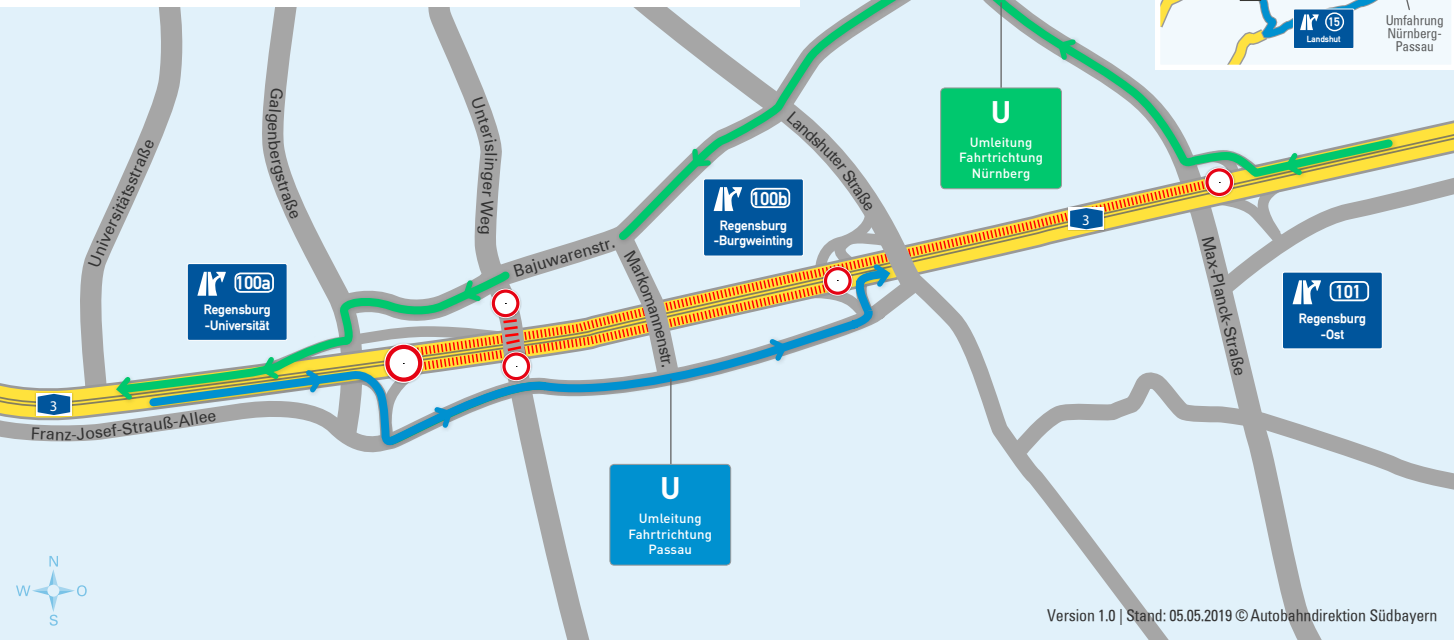 15
Landshut
Umfahrung
Nürnberg-
Passau
U
Umleitung
Fahrtrichtung
Nürnberg
Galgenbergstraße
Unterislinger Weg
Landshuter Straße
Universitätsstraße
100b
Regensburg
-Burgweinting
3
Bajuwarenstr.
Markomannenstr.
Max-Planck-Straße
100a
Regensburg
-Universität
101
Regensburg
-Ost
3
Franz-Josef-Strauß-Allee
U
Umleitung
Fahrtrichtung
Passau
N
W
O
S
Version 1.0 | Stand: 05.05.2019 © Autobahndirektion Südbayern